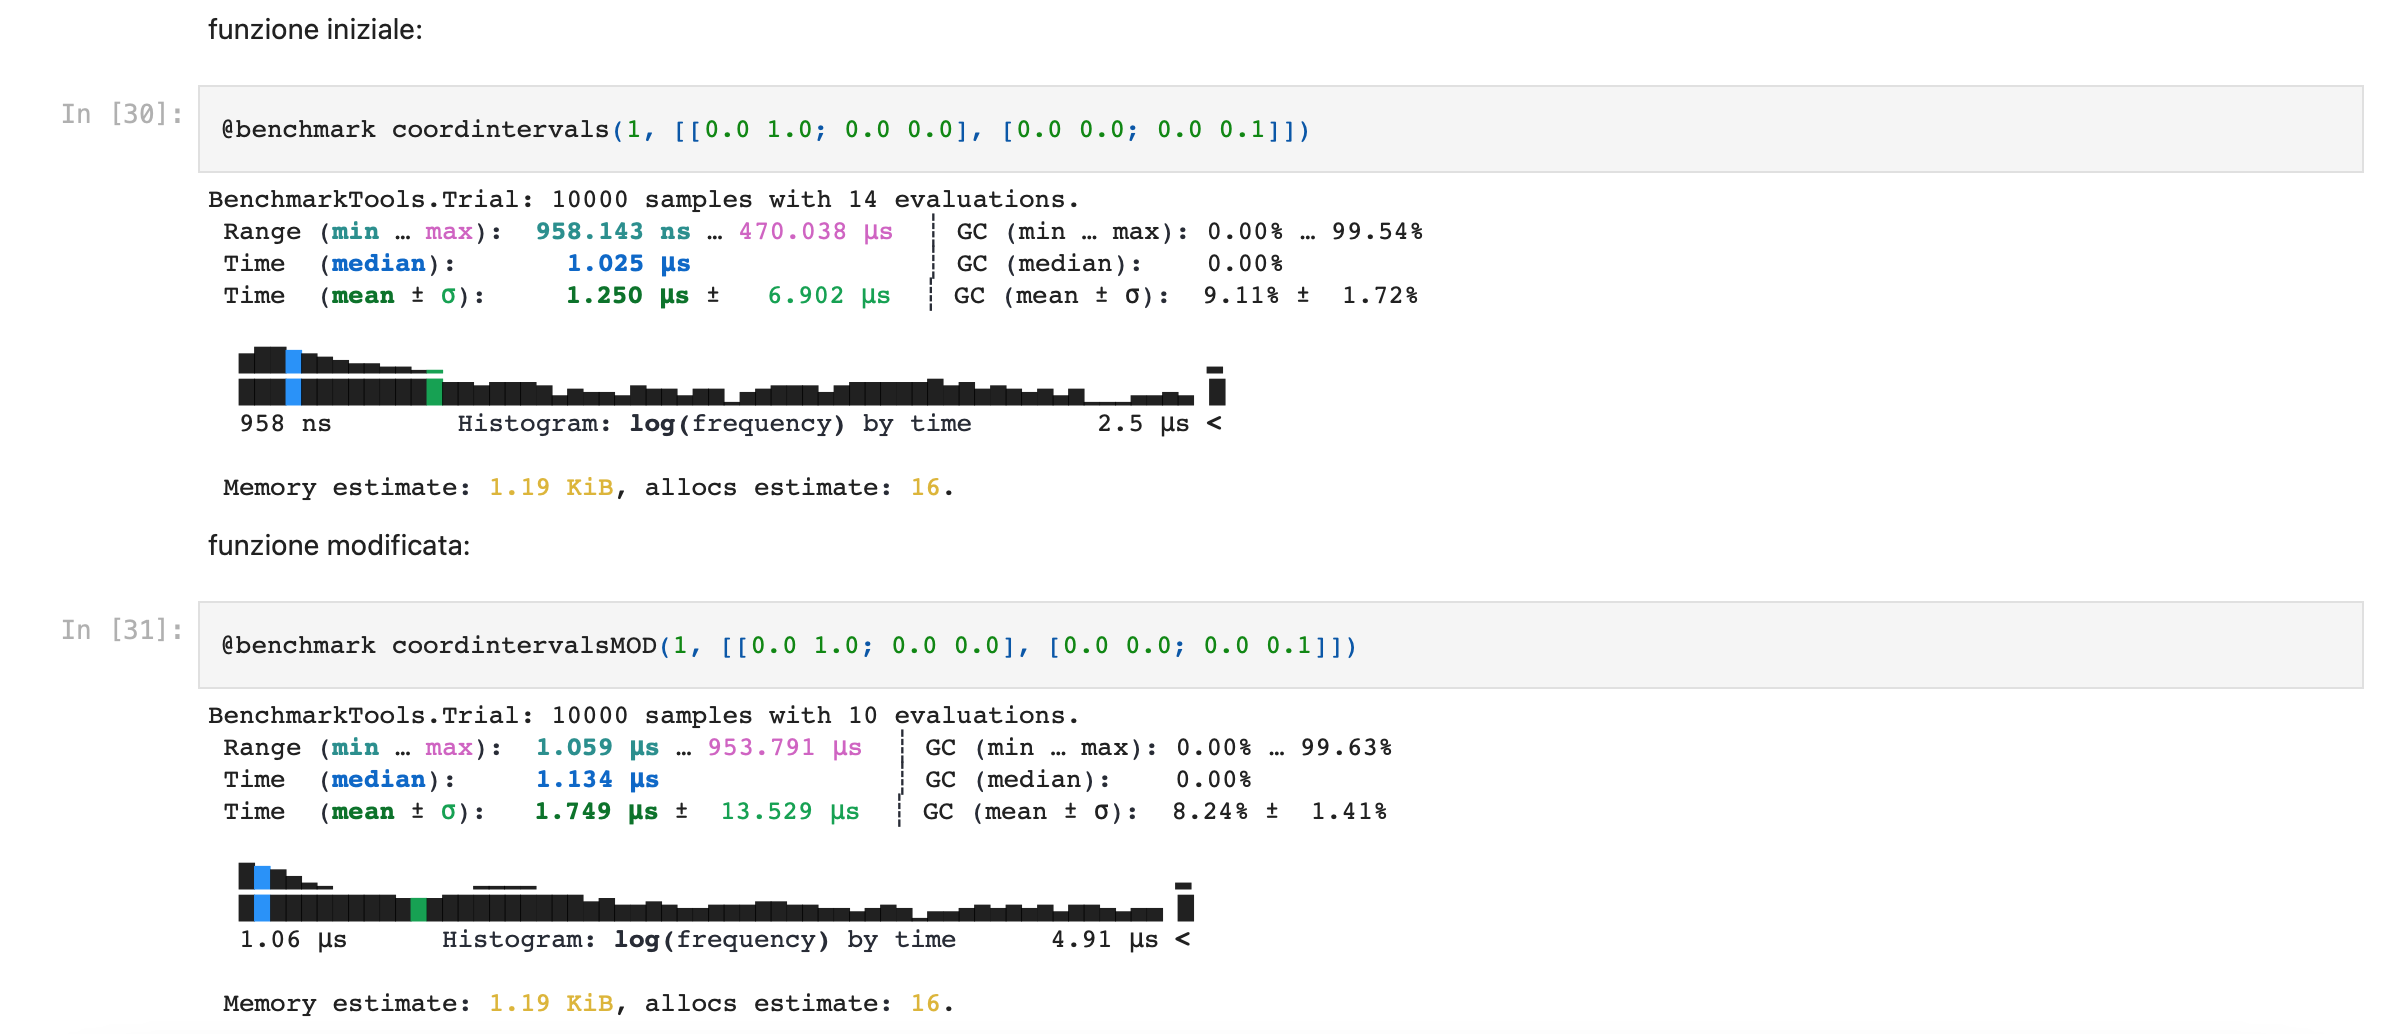 funzione iniziale:
In [30]:
@benchmark coordintervals(1, [[0.0 1.0; 0.0 0.0], [0.0 0.0; 0.0 0.1]])
BenchmarkTools.Trial: 10000 samples with 14 evaluations.
Range (min … max): 958.143 ns … 470.038 μs ┊ GC (min … max): 0.00% … 99.54%
Time (median): 1.025 μs ┊ GC (median): 0.00%
Time (mean ± σ): 1.250 μs ± 6.902 μs ┊ GC (mean ± σ): 9.11% ± 1.72%
958 ns Histogram: log(frequency) by time 2.5 μs <
Memory estimate: 1.19 KiB, allocs estimate: 16.
funzione modificata:
In [31]:
@benchmark coordintervalsMOD(1, [[0.0 1.0; 0.0 0.0], [0.0 0.0; 0.0 0.1]])
BenchmarkTools.Trial: 10000 samples with 10 evaluations.
Range (min … max): 1.059 μs … 953.791 μs ┊ GC (min … max): 0.00% … 99.63%
Time (median): 1.134 μs ┊ GC (median): 0.00%
Time (mean ± σ): 1.749 μs ± 13.529 μs ┊ GC (mean ± σ): 8.24% ± 1.41%
1.06 μs Histogram: log(frequency) by time 4.91 μs <
Memory estimate: 1.19 KiB, allocs estimate: 16.